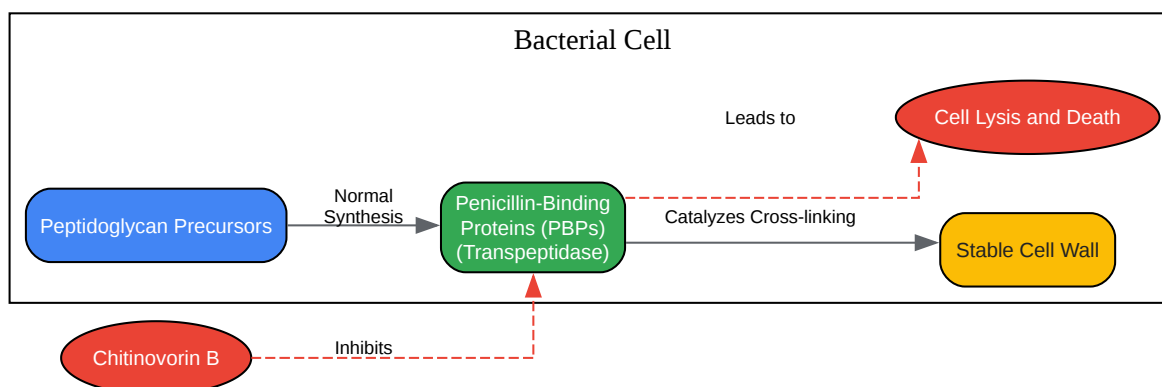 Bacterial Cell
Leads to
Cell Lysis and Death
Peptidoglycan Precursors
Normal
Synthesis
Penicillin-Binding
Proteins (PBPs)
(Transpeptidase)
Catalyzes Cross-linking
Stable Cell Wall
Chitinovorin B
Inhibits